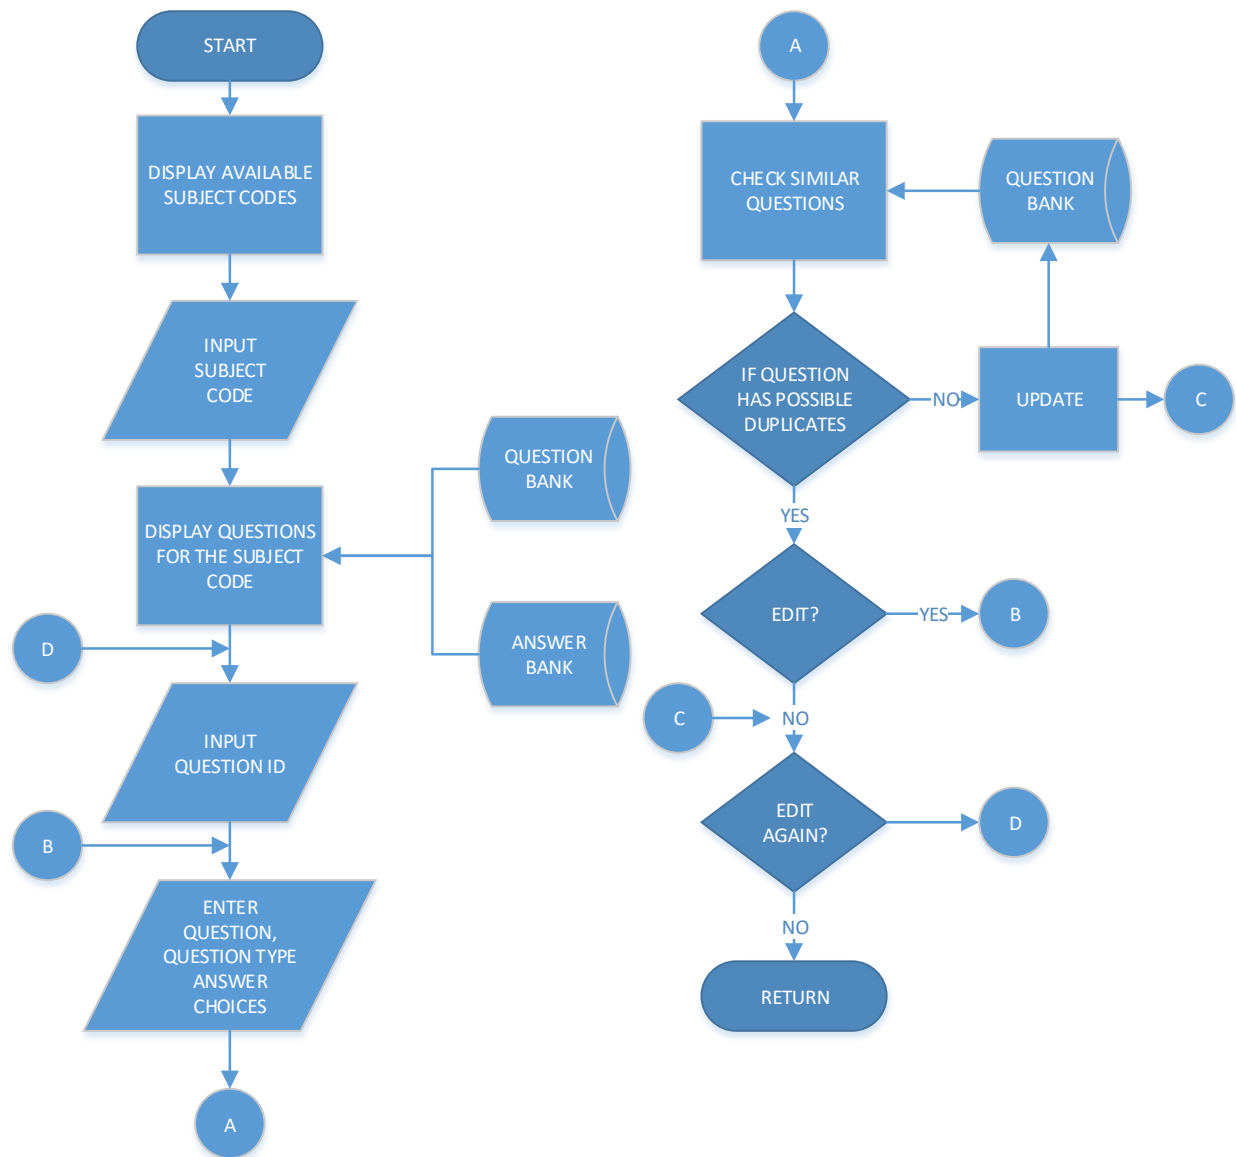 START
DISPLAY AVAILABLE
SUBJECT CODES
INPUT
SUBJECT
CODE
DISPLAY QUESTIONS
FOR THE SUBJECT
CODE
QUESTION
BANK
ANSWER
BANK
D
INPUT
QUESTION ID
B
ENTER
QUESTION,
QUESTION TYPE
ANSWER
CHOICES
A
A
CHECK SIMILAR
QUESTIONS
QUESTION
BANK
IF QUESTION
HAS POSSIBLE
DUPLICATES
NO
UPDATE
C
YES
EDIT?
YES
B
C
NO
EDIT
AGAIN?
D
NO
RETURN